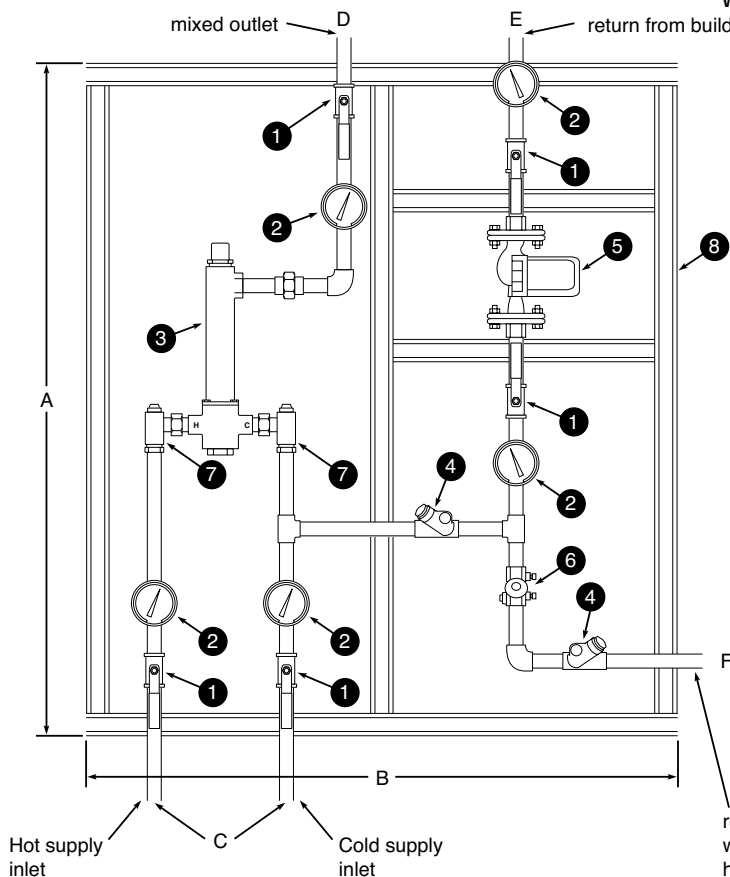 D
E
mixed outlet
return from build
1
2
1
2
5
8
3
A
1
H
C
4
7
7
2
6
4
2
2
1
1
F
B
C
Hot supply
inlet
Cold supply
inlet